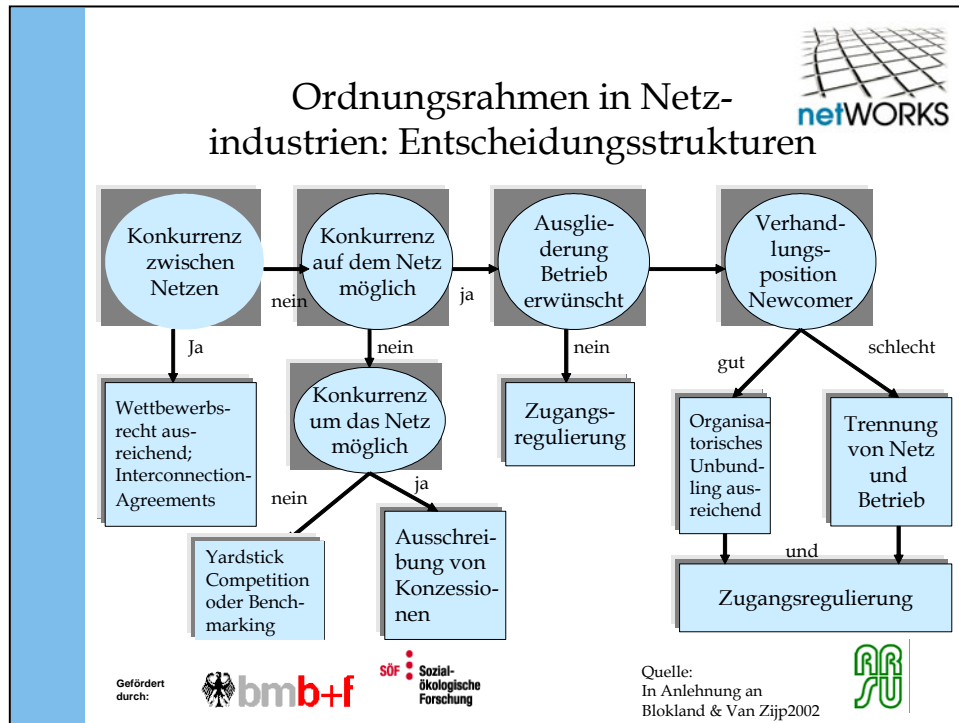 netWORKS
Ordnungsrahmen in Netz-
industrien: Entscheidungsstrukturen
Konkurrenz
zwischen
Netzen
nein
Konkurrenz
auf dem Netz
möglich
ja
Ausglie-
derung
Betrieb
erwünscht
Verhand-
lungs-
position
Newcomer
Ja
nein
nein
gut
schlecht
Wettbewerbs-
recht aus-
reichend;
Interconnection-
Agreements
Konkurrenz
um das Netz
möglich
Zugangs-
regulierung
Organisa-
torisches
Unbund-
ling aus-
reichend
Trennung
von Netz
und
Betrieb
nein
ja
Yardstick
Competition
oder Bench-
marking
Ausschrei-
bung von
Konzessio-
nen
und
Zugangsregulierung
Gefördert
durch:
bmb+f
SÖF
Sozial-
ökologische
Forschung
Quelle:
In Anlehnung an
Blokland & Van Zijp2002
ARSU